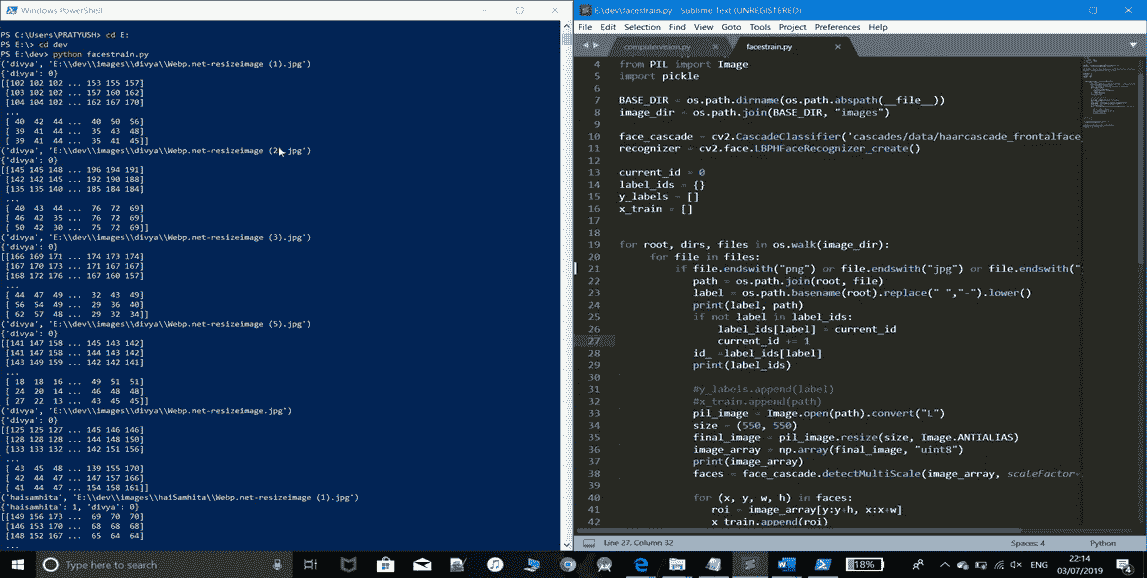 Windows PowerShell
PS C:\Users\PRATYUSH> cd E:
PS E:\> cd dev
PS E:\dev> python facestrain.py
('divya', 'E:\\dev\\images\\divya\\Webp.net-resizeimage (1).jpg')
{'divya': 0}
[[102 102 102 ... 153 155 157]
[103 102 102 ... 157 160 162]
[104 104 102 ... 162 167 170]
...
[ 40 42 44 ... 40 50 56]
[ 39 41 44 ... 35 43 48]
[ 39 41 44 ... 35 41 45]]
('divya', 'E:\\dev\\images\\divya\\Webp.net-resizeimage (2).jpg')
{'divya': 0}
[[145 145 148 ... 196 194 191]
[142 142 145 ... 192 190 188]
[135 135 140 ... 185 184 184]
...
[ 40 43 44 ... 76 72 69]
[ 46 42 35 ... 76 72 69]
[ 50 42 30 ... 75 72 69]]
('divya', 'E:\\dev\\images\\divya\\Webp.net-resizeimage (3).jpg')
{'divya': 0}
[[166 169 171 ... 174 173 174]
[167 170 173 ... 171 167 167]
[168 172 176 ... 167 160 157]
...
[ 44 47 49 ... 32 43 49]
[ 56 54 49 ... 29 36 40]
[ 62 57 48 ... 29 32 34]]
('divya', 'E:\\dev\\images\\divya\\Webp.net-resizeimage (5).jpg')
{'divya': 0}
[[141 147 158 ... 145 143 142]
[141 147 158 ... 144 143 142]
[143 149 159 ... 142 142 141]
...
[ 18 18 16 ... 49 51 51]
[ 24 20 14 ... 46 48 48]
[ 27 22 13 ... 43 45 45]]
('divya', 'E:\\dev\\images\\divya\\Webp.net-resizeimage.jpg')
{'divya': 0}
[[125 125 127 ... 145 146 146]
[128 128 128 ... 144 148 150]
[133 133 132 ... 142 151 156]
...
[ 43 45 48 ... 139 155 170]
[ 42 44 47 ... 147 157 166]
[ 41 44 47 ... 154 158 161]]
('haisamhita', 'E:\\dev\\images\\haiSamhita\\Webp.net-resizeimage (1).jpg')
{'haisamhita': 1, 'divya': 0}
[[149 156 173 ... 69 70 70]
[146 153 170 ... 68 68 68]
[148 152 167 ... 65 64 64]
...
E:\dev\facestrain.py - Sublime Text (UNREGISTERED)
File Edit Selection Find View Goto Tools Project Preferences Help
computervision.py facestrain.py
4 from PIL import Image
5 import pickle
6
7 BASE_DIR = os.path.dirname(os.path.abspath(__file__))
8 image_dir = os.path.join(BASE_DIR, "images")
9
10 face_cascade = cv2.CascadeClassifier('cascades/data/haarcascade_frontalface
11 recognizer = cv2.face.LBPHFaceRecognizer_create()
12
13 current_id = 0
14 label_ids = {}
15 y_labels = []
16 x_train = []
17
18
19 for root, dirs, files in os.walk(image_dir):
20 for file in files:
21 if file.endswith("png") or file.endswith("jpg") or file.endswith("
22 path = os.path.join(root, file)
23 label = os.path.basename(root).replace(" ","-").lower()
24 print(label, path)
25 if not label in label_ids:
26 label_ids[label] = current_id
27 current_id += 1
28 id_ =label_ids[label]
29 print(label_ids)
30
31 #y_labels.append(label)
32 #x_train.append(path)
33 pil_image = Image.open(path).convert("L")
34 size = (550, 550)
35 final_image = pil_image.resize(size, Image.ANTIALIAS)
36 image_array = np.array(final_image, "uint8")
37 print(image_array)
38 faces = face_cascade.detectMultiScale(image_array, scaleFactor=
39
40 for (x, y, w, h) in faces:
41 roi = image_array[y:y+h, x:x+w]
42 x_train.append(roi)
Line 27, Column 32 Spaces: 4 Python
Type here to search 18% ENG 22:14
03/07/2019